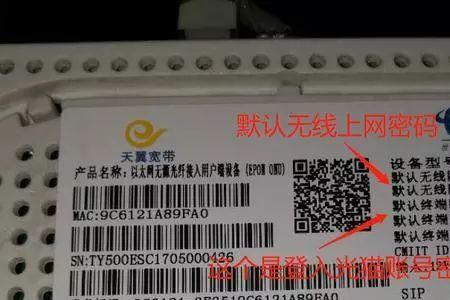 默认无线上网密码
天翼宽带
产品名称: 以太网无源光纤接入用户端设备 (EPON ONU)
设备型号
默认无线
默认无线
MAC:9C6121A89FA0
默认终端
默认终端
SN:TY500ESC1705000
CMIIT ID
这个是登入光猫账号密
SIP